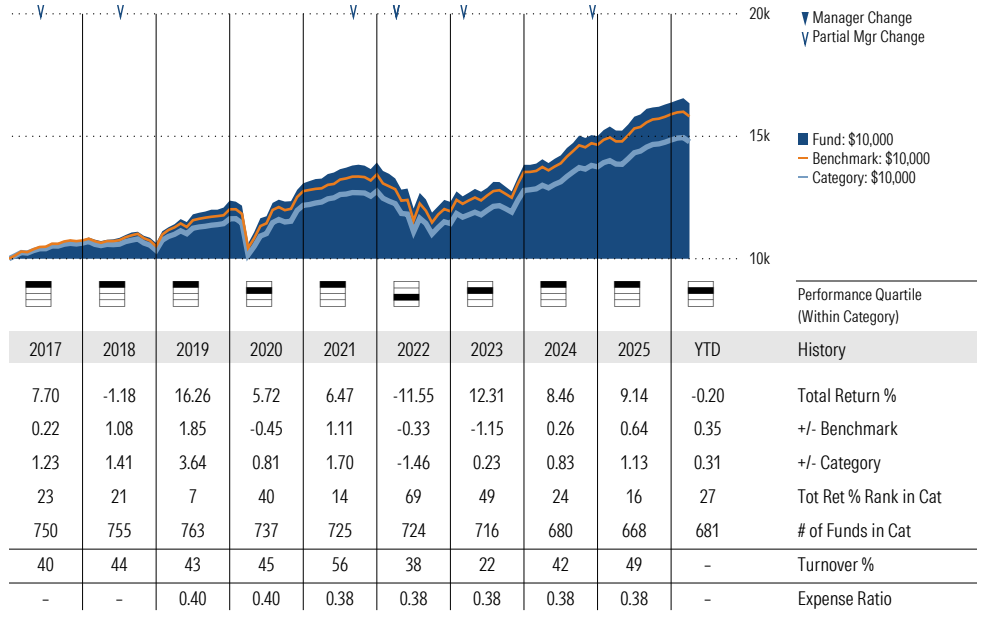 20k
Manager Change
Partial Mgr Change
15k
Fund: $10,000
Benchmark: $10,000
Category: $10,000
10k
Performance Quartile
(Within Category)
2017 2018 2019 2020 2021 2022 2023 2024 2025 YTD History
7.70 -1.18 16.26 5.72 6.47 -11.55 12.31 8.46 9.14 -0.20 Total Return %
0.22 1.08 1.85 -0.45 1.11 -0.33 -1.15 0.26 0.64 0.35 +/- Benchmark
1.23 1.41 3.64 0.81 1.70 -1.46 0.23 0.83 1.13 0.31 +/- Category
23 21 7 40 14 69 49 24 16 27 Tot Ret % Rank in Cat
750 755 763 737 725 724 716 680 668 681 # of Funds in Cat
40 44 43 45 56 38 22 42 49 – Turnover %
– – 0.40 0.40 0.38 0.38 0.38 0.38 0.38 – Expense Ratio